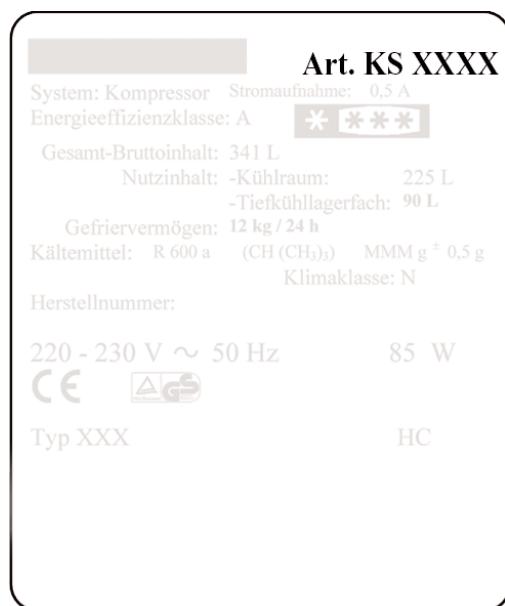 Art. KS XXXX
System: Kompressor Stromaufnahme: 0,5 A
Energieeffizienzklasse: A
Gesamt-Bruttoinhalt: 341 L
Nutzinhalt: -Kühlraum: 225 L
-Tiefkühllagerfach: 90 L
Gefriervermögen: 12 kg / 24 h
Kältemittel: R 600 a (CH (CH₃)₃) MMM g ± 0,5 g
Klimaklasse: N
Herstellnummer:
220 - 230 V ~ 50 Hz 85 W
CE GS
Typ XXX HC